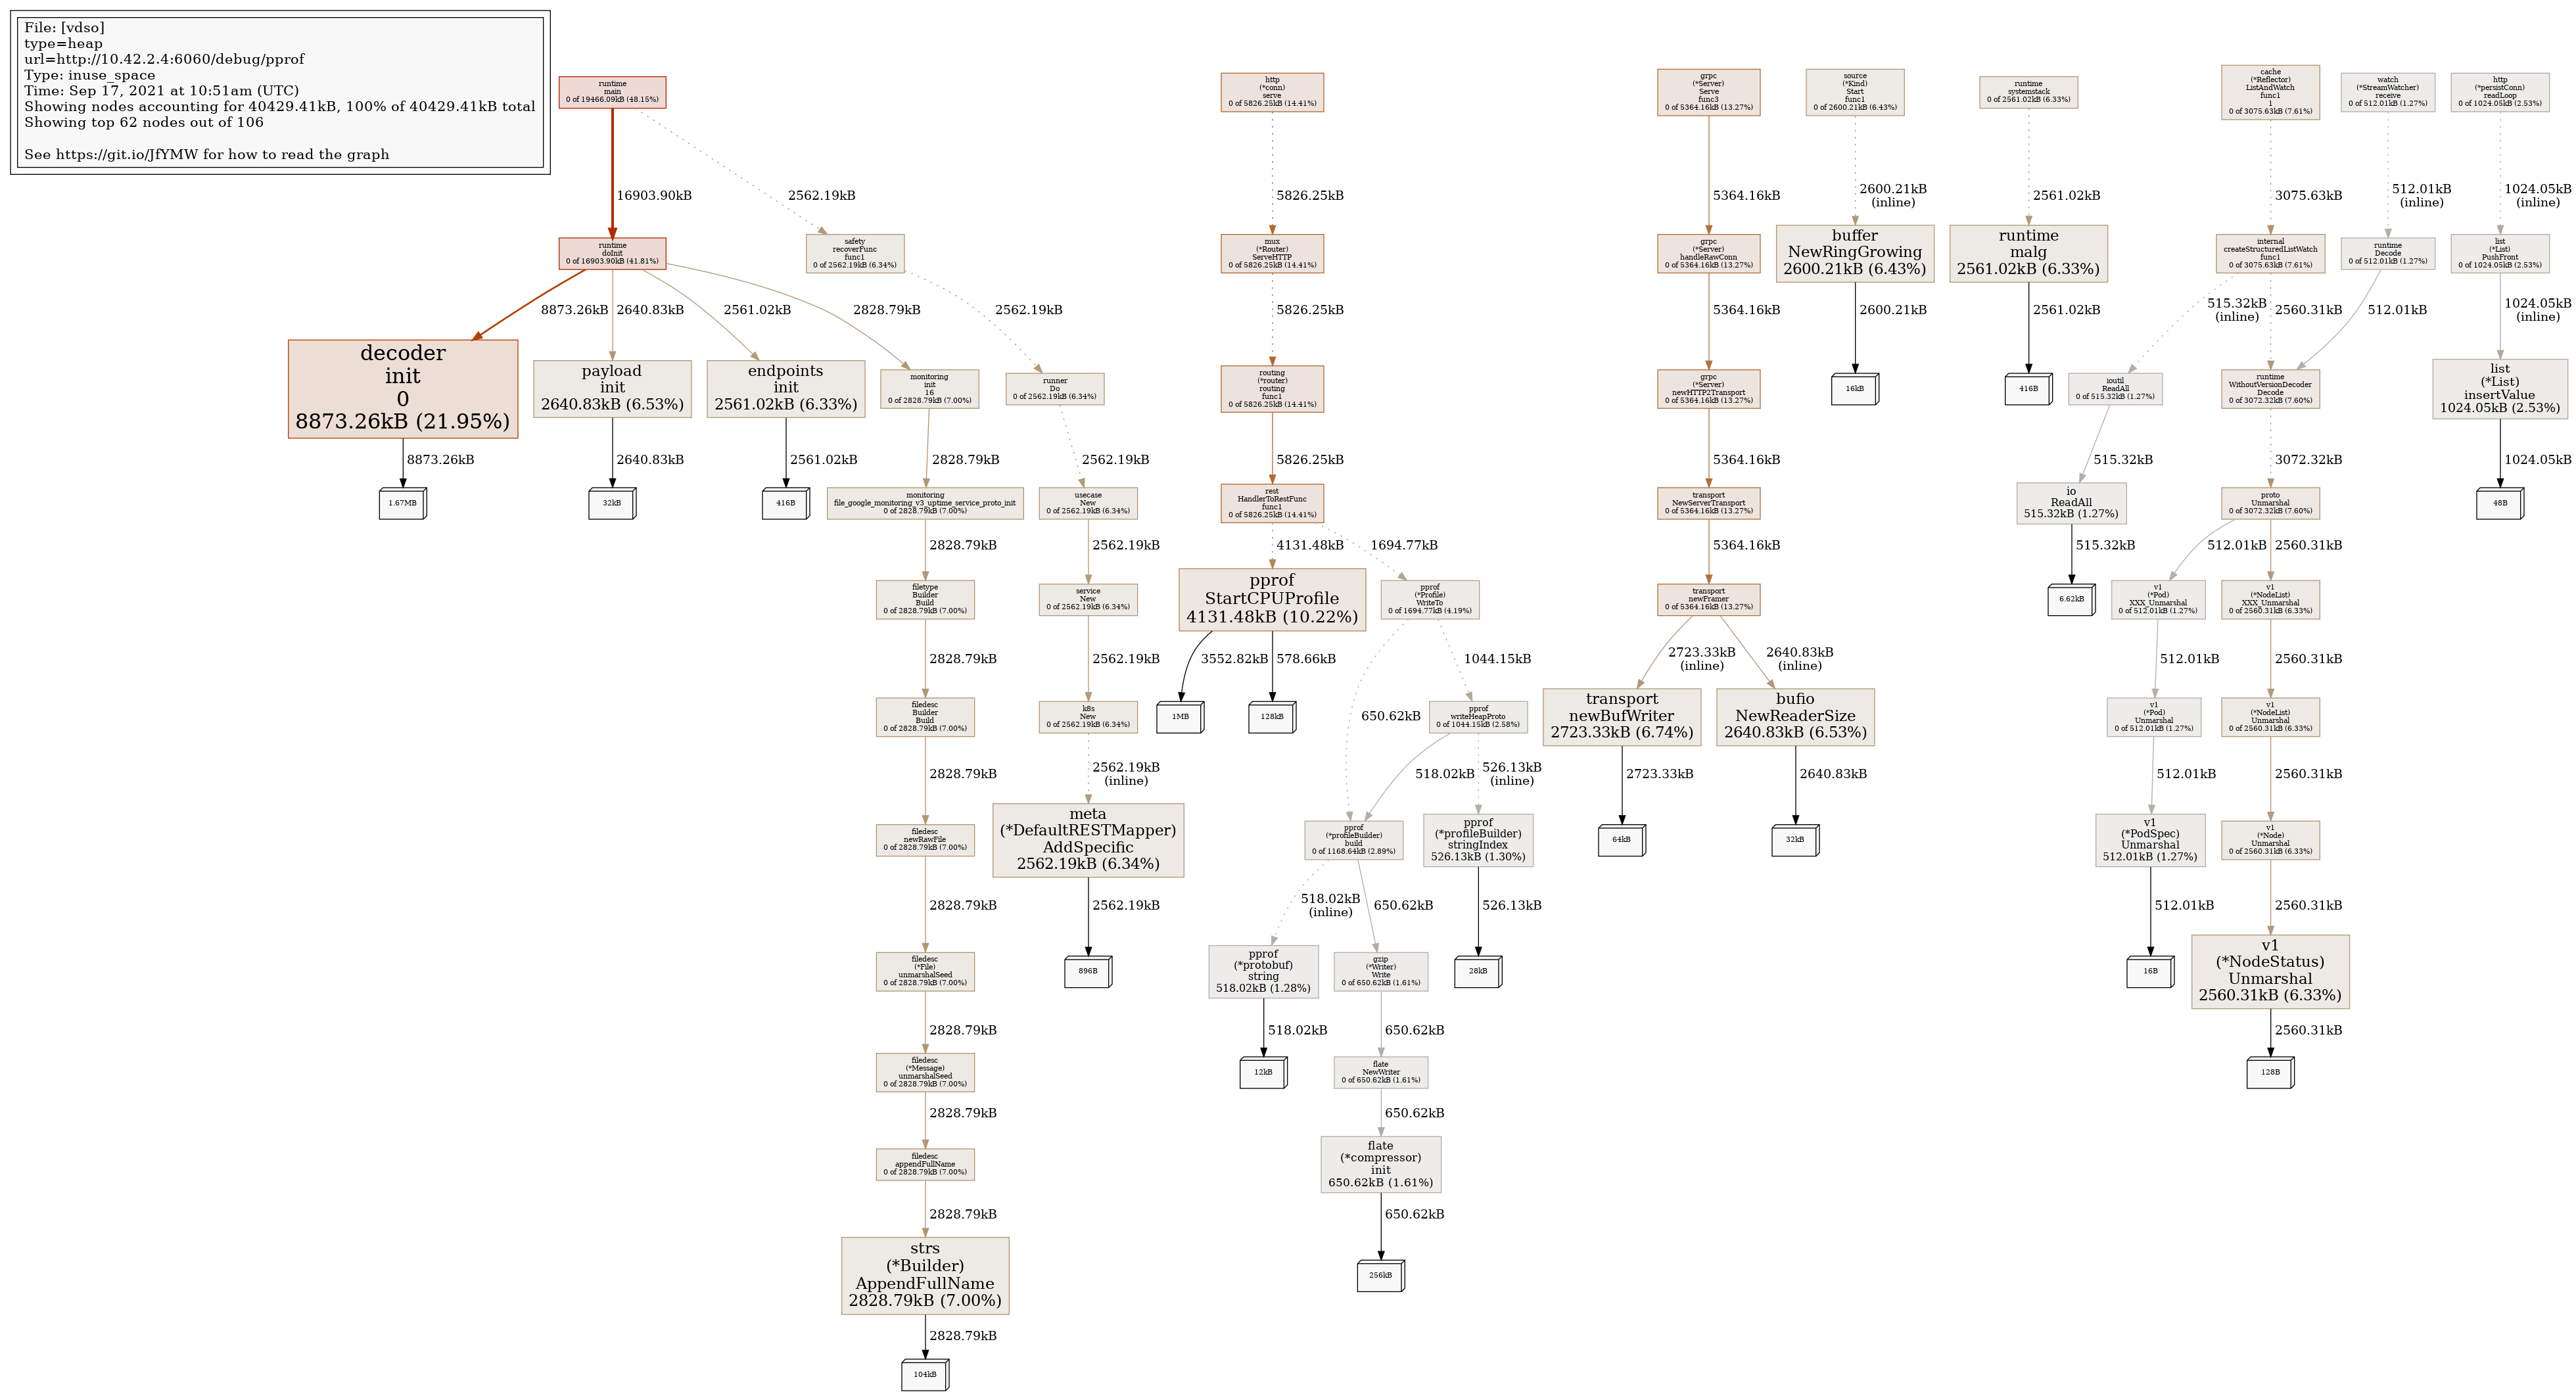 File: [vdso]
type=heap
url=http://10.42.2.4:6060/debug/pprof
Type: inuse_space
Time: Sep 17, 2021 at 10:51am (UTC)
Showing nodes accounting for 40429.41kB, 100% of 40429.41kB total
Showing top 62 nodes out of 106
See https://git.io/JfYMW for how to read the graph
runtime
main
0 of 19466.09kB (48.15%)
16903.90kB
2562.19kB
runtime
doInit
0 of 16903.90kB (41.81%)
8873.26kB
2640.83kB
2561.02kB
2828.79kB
decoder
init
0
8873.26kB (21.95%)
8873.26kB
1.67MB
payload
init
2640.83kB (6.53%)
2640.83kB
32kB
endpoints
init
2561.02kB (6.33%)
2561.02kB
416B
monitoring
init
16
0 of 2828.79kB (7.00%)
2828.79kB
monitoring
file_google_monitoring_v3_uptime_service_proto_init
0 of 2828.79kB (7.00%)
2828.79kB
filetype
Builder
Build
0 of 2828.79kB (7.00%)
2828.79kB
filedesc
Builder
Build
0 of 2828.79kB (7.00%)
2828.79kB
filedesc
newRawFile
0 of 2828.79kB (7.00%)
2828.79kB
filedesc
(*File)
unmarshalSeed
0 of 2828.79kB (7.00%)
2828.79kB
filedesc
(*Message)
unmarshalSeed
0 of 2828.79kB (7.00%)
2828.79kB
filedesc
appendFullName
0 of 2828.79kB (7.00%)
2828.79kB
strs
(*Builder)
AppendFullName
2828.79kB (7.00%)
2828.79kB
104kB
safety
recoverFunc
func1
0 of 2562.19kB (6.34%)
2562.19kB
runner
Do
0 of 2562.19kB (6.34%)
2562.19kB
usecase
New
0 of 2562.19kB (6.34%)
2562.19kB
service
New
0 of 2562.19kB (6.34%)
2562.19kB
k8s
New
0 of 2562.19kB (6.34%)
2562.19kB
(inline)
meta
(*DefaultRESTMapper)
AddSpecific
2562.19kB (6.34%)
2562.19kB
896B
http
(*conn)
serve
0 of 5826.25kB (14.41%)
5826.25kB
mux
(*Router)
ServeHTTP
0 of 5826.25kB (14.41%)
5826.25kB
routing
(*router)
routing
func1
0 of 5826.25kB (14.41%)
5826.25kB
rest
HandlerToRestFunc
func1
0 of 5826.25kB (14.41%)
4131.48kB
1694.77kB
pprof
StartCPUProfile
4131.48kB (10.22%)
3552.82kB
578.66kB
1MB
128kB
pprof
(*Profile)
WriteTo
0 of 1694.77kB (4.19%)
650.62kB
1044.15kB
pprof
writeHeapProto
0 of 1044.15kB (2.58%)
518.02kB
526.13kB
(inline)
pprof
(*profileBuilder)
build
0 of 1168.64kB (2.89%)
518.02kB
(inline)
650.62kB
pprof
(*profileBuilder)
stringIndex
526.13kB (1.30%)
526.13kB
28kB
pprof
(*protobuf)
string
518.02kB (1.28%)
518.02kB
12kB
gzip
(*Writer)
Write
0 of 650.62kB (1.61%)
650.62kB
flate
NewWriter
0 of 650.62kB (1.61%)
650.62kB
flate
(*compressor)
init
650.62kB (1.61%)
650.62kB
256kB
grpc
(*Server)
Serve
func3
0 of 5364.16kB (13.27%)
5364.16kB
grpc
(*Server)
handleRawConn
0 of 5364.16kB (13.27%)
5364.16kB
grpc
(*Server)
newHTTP2Transport
0 of 5364.16kB (13.27%)
5364.16kB
transport
NewServerTransport
0 of 5364.16kB (13.27%)
5364.16kB
transport
newFramer
0 of 5364.16kB (13.27%)
2723.33kB
(inline)
2640.83kB
(inline)
transport
newBufWriter
2723.33kB (6.74%)
2723.33kB
64kB
bufio
NewReaderSize
2640.83kB (6.53%)
2640.83kB
32kB
source
(*Kind)
Start
func1
0 of 2600.21kB (6.43%)
2600.21kB
(inline)
buffer
NewRingGrowing
2600.21kB (6.43%)
2600.21kB
16kB
runtime
systemstack
0 of 2561.02kB (6.33%)
2561.02kB
runtime
malg
2561.02kB (6.33%)
2561.02kB
416B
cache
(*Reflector)
ListAndWatch
func1
1
0 of 3075.63kB (7.61%)
3075.63kB
internal
createStructuredListWatch
func1
0 of 3075.63kB (7.61%)
515.32kB
(inline)
2560.31kB
ioutil
ReadAll
0 of 515.32kB (1.27%)
515.32kB
io
ReadAll
515.32kB (1.27%)
515.32kB
6.62kB
watch
(*StreamWatcher)
receive
0 of 512.01kB (1.27%)
512.01kB
(inline)
runtime
Decode
0 of 512.01kB (1.27%)
512.01kB
runtime
WithoutVersionDecoder
Decode
0 of 3072.32kB (7.60%)
3072.32kB
proto
Unmarshal
0 of 3072.32kB (7.60%)
512.01kB
2560.31kB
v1
(*Pod)
XXX_Unmarshal
0 of 512.01kB (1.27%)
512.01kB
v1
(*Pod)
Unmarshal
0 of 512.01kB (1.27%)
512.01kB
v1
(*PodSpec)
Unmarshal
512.01kB (1.27%)
512.01kB
16B
v1
(*NodeList)
XXX_Unmarshal
0 of 2560.31kB (6.33%)
2560.31kB
v1
(*NodeList)
Unmarshal
0 of 2560.31kB (6.33%)
2560.31kB
v1
(*Node)
Unmarshal
0 of 2560.31kB (6.33%)
2560.31kB
v1
(*NodeStatus)
Unmarshal
2560.31kB (6.33%)
2560.31kB
128B
http
(*persistConn)
readLoop
0 of 1024.05kB (2.53%)
1024.05kB
(inline)
list
(*List)
PushFront
0 of 1024.05kB (2.53%)
1024.05kB
(inline)
list
(*List)
insertValue
1024.05kB (2.53%)
1024.05kB
48B